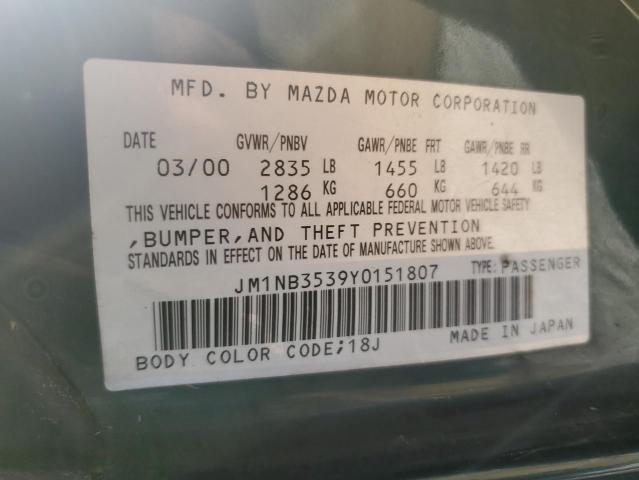 MFD. BY MAZDA MOTOR CORPORATION
DATE GVWR/PNBV GAWR/PNBE FRT GAWR/PNBE RR
03/00 2835 LB 1455 LB 1420 LB
1286 KG 660 KG 644 KG
THIS VEHICLE CONFORMS TO ALL APPLICABLE FEDERAL MOTOR VEHICLE SAFETY
,BUMPER,AND THEFT PREVENTION
STANDARDS IN EFFECT ON THE DATE OF MANUFACTURE SHOWN ABOVE.
JM1NB3539Y0151807 TYPE:PASSENGER
BODY COLOR CODE;18J MADE IN JAPAN